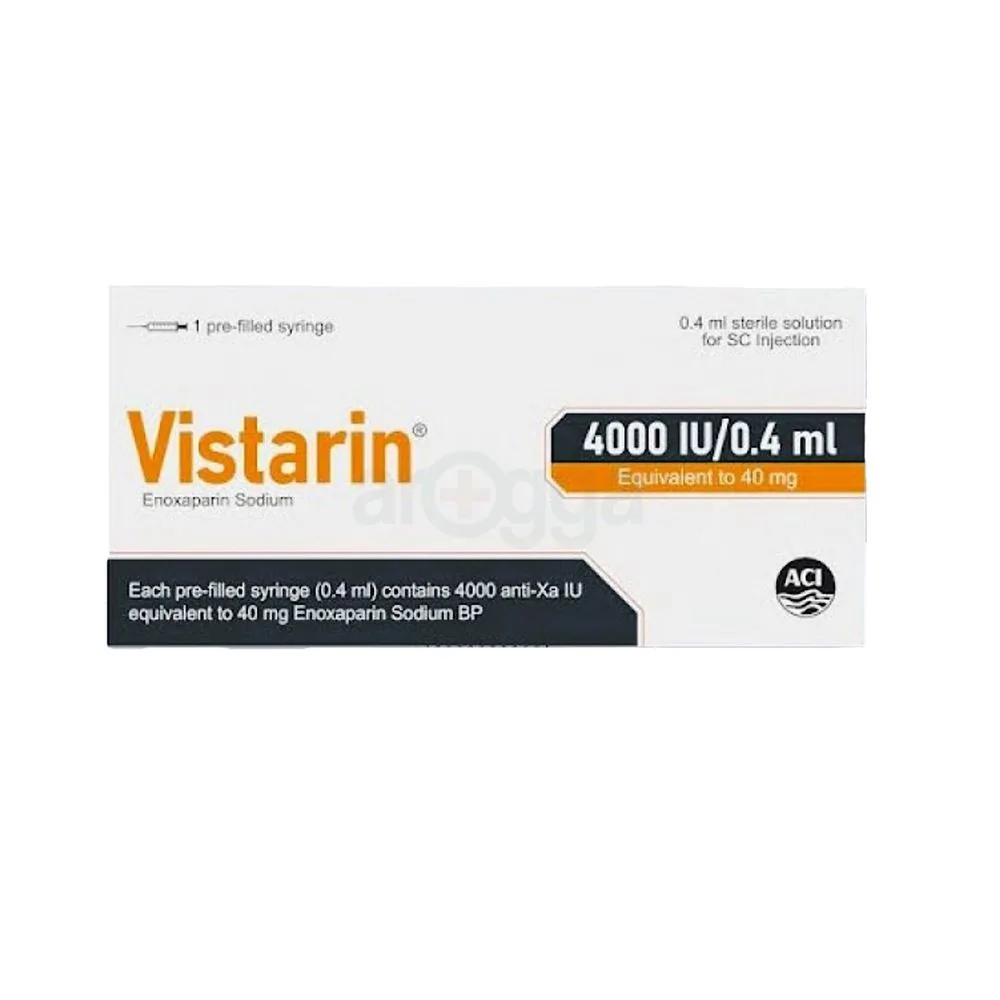 1 pre-filled syringe
0.4 ml sterile solution
for SC Injection
Vistarin®
Enoxaparin Sodium
4000 IU/0.4 ml
Equivalent to 40 mg
arogga
ACI
Each pre-filled syringe (0.4 ml) contains 4000 anti-Xa IU
equivalent to 40 mg Enoxaparin Sodium BP